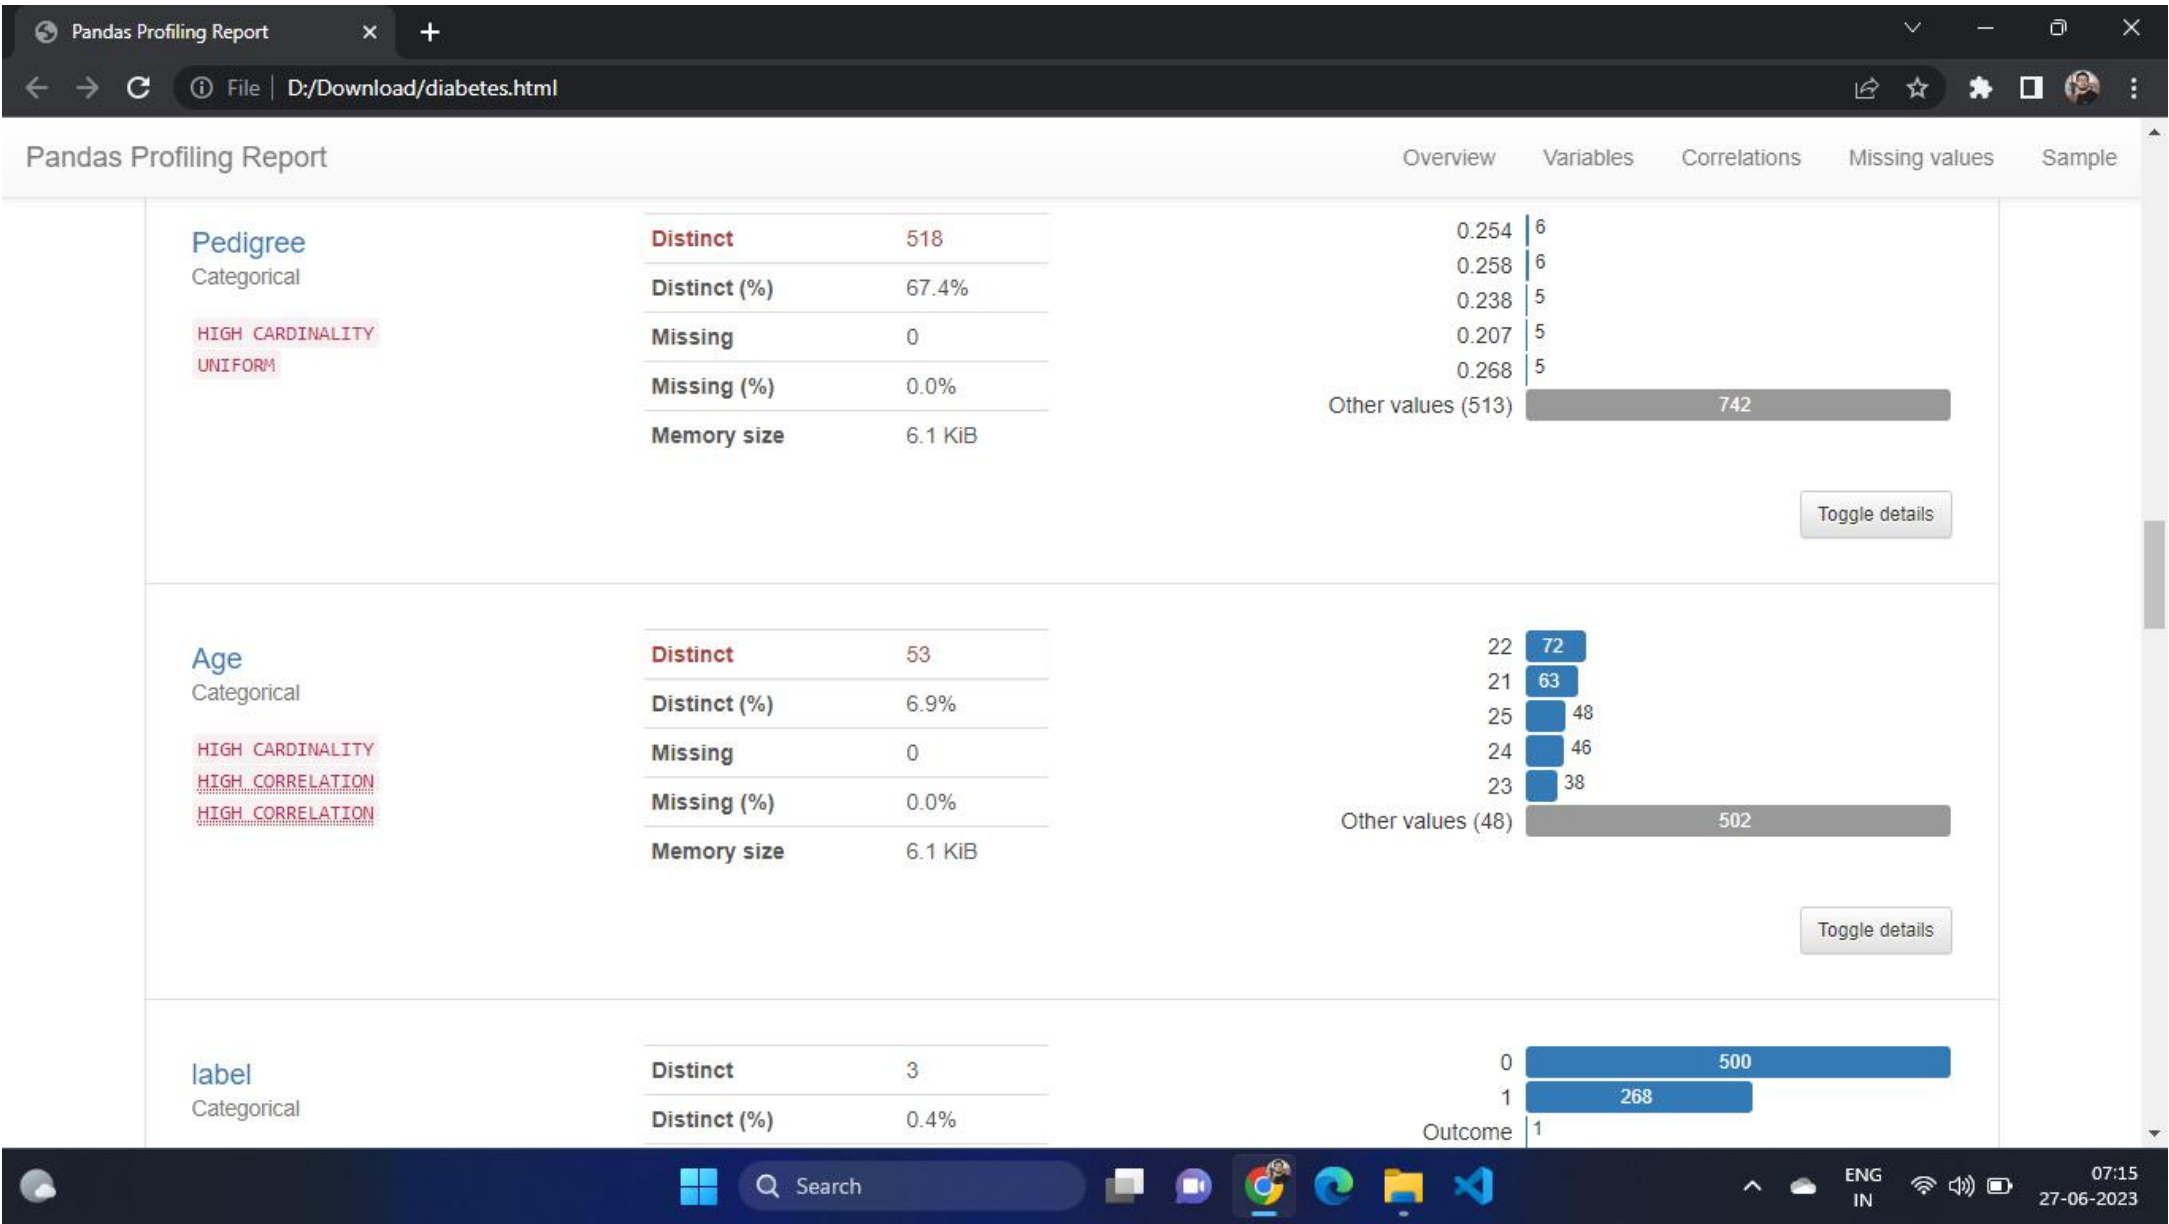 Pandas Profiling Report
File
D:/Download/diabetes.html
Pandas Profiling Report
Overview Variables Correlations Missing values Sample
Pedigree
Categorical
HIGH CARDINALITY
UNIFORM
Distinct 518
Distinct (%) 67.4%
Missing 0
Missing (%) 0.0%
Memory size 6.1 KiB
0.254 6
0.258 6
0.238 5
0.207 5
0.268 5
Other values (513) 742
Toggle details
Age
Categorical
HIGH CARDINALITY
HIGH CORRELATION
HIGH CORRELATION
Distinct 53
Distinct (%) 6.9%
Missing 0
Missing (%) 0.0%
Memory size 6.1 KiB
22 72
21 63
25 48
24 46
23 38
Other values (48) 502
Toggle details
label
Categorical
Distinct 3
Distinct (%) 0.4%
0 500
1 268
Outcome 1
Search
ENG
IN
07:15
27-06-2023